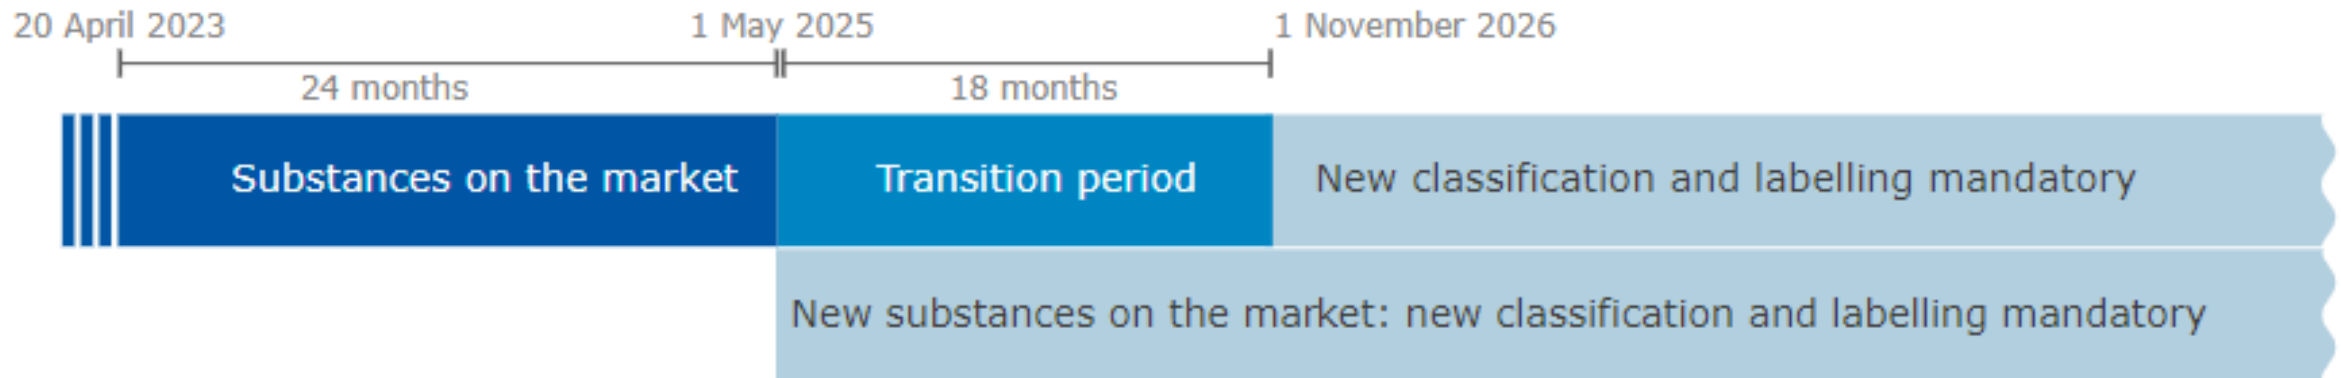 20 April 2023
1 May 2025
1 November 2026
24 months
18 months
Substances on the market
Transition period
New classification and labelling mandatory
New substances on the market: new classification and labelling mandatory